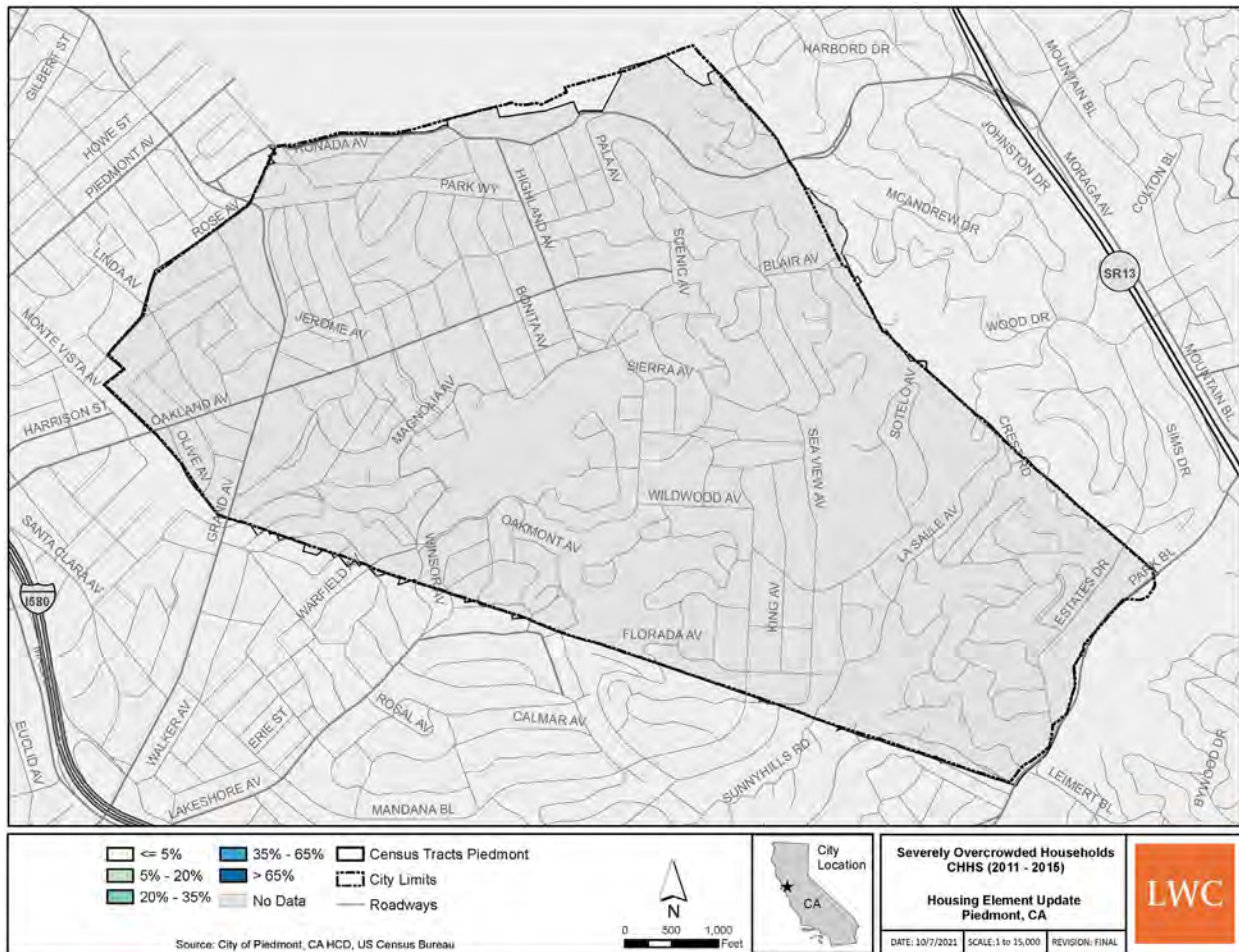 GILBERT ST
HOWE ST
PIEDMONT AV
ROSE AV
LINDA AV
MONTE VISTA AV
HARRISON ST
OAKLAND AV
OLIVE AV
GRAND AV
SANTA CLARA AV
I580
EUCLID AV
WALKER AV
LAKESHORE AV
ERIE ST
ROSAL AV
MANDANA BL
CALMAR AV
SUNNYHILLS RD
WARFIELD
WINSOR AV
OAKMONT AV
FLORADA AV
KING AV
WILDWOOD AV
SEA VIEW AV
SIERRA AV
MAGNOLIA AV
JEROME AV
BONITA AV
HIGHLAND AV
PARK WY
RONADA AV
PALA AV
SCENIC AV
BLAIR AV
HARBORD DR
MOUNTAIN BL
JOHNSTON DR
MORAGA AV
COLTON BL
MCANDREW DR
SR13
WOOD DR
MOUNTAIN BL
SOTELO AV
CREST RD
SIMS DR
LA SALLE AV
ESTATES DR
PARK BL
LEIMERT BL
BYWOOD DR
<= 5%
5% - 20%
20% - 35%
35% - 65%
> 65%
No Data
Census Tracts Piedmont
City Limits
Roadways
Source: City of Piedmont, CA HCD, US Census Bureau
N
0 500 1,000
Feet
City
Location
CA
Severely Overcrowded Households
CHHS (2011 - 2015)
Housing Element Update
Piedmont, CA
DATE: 10/7/2021 SCALE: 1 to 15,000 REVISION: FINAL
LWC